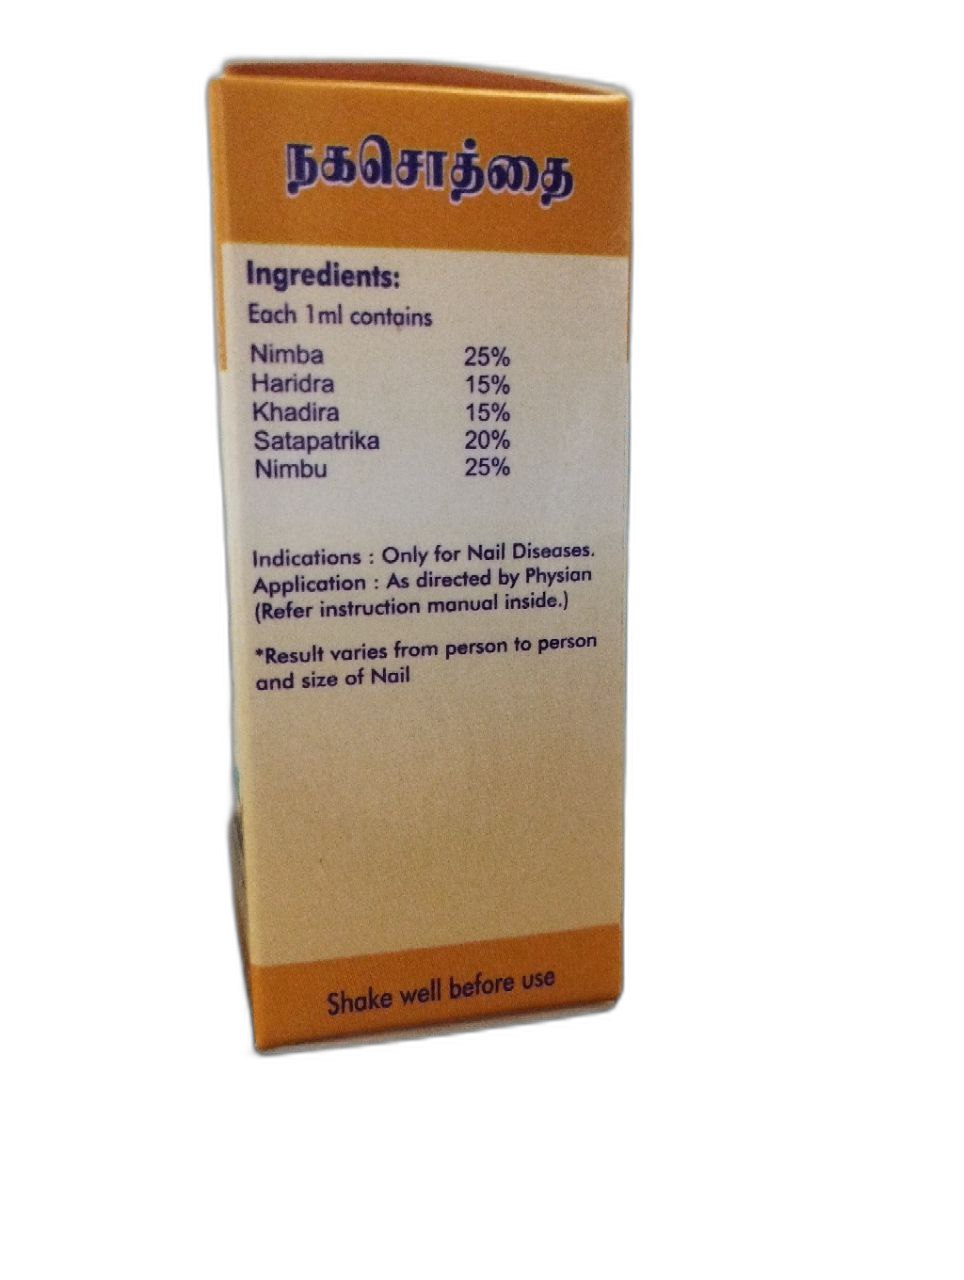 நகசொத்தை
Ingredients:
Each 1ml contains
Nimba 25%
Haridra 15%
Khadira 15%
Satapatrika 20%
Nimbu 25%
Indications : Only for Nail Diseases.
Application : As directed by Physian
(Refer instruction manual inside.)
*Result varies from person to person
and size of Nail
Shake well before use